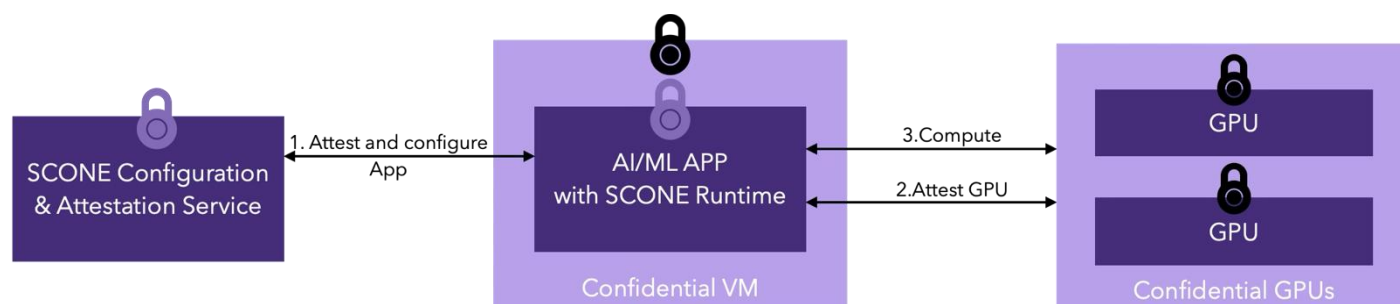 SCONE Configuration
& Attestation Service
1. Attest and configure
App
AI/ML APP
with SCONE Runtime
Confidential VM
3.Compute
2.Attest GPU
GPU
GPU
Confidential GPUs